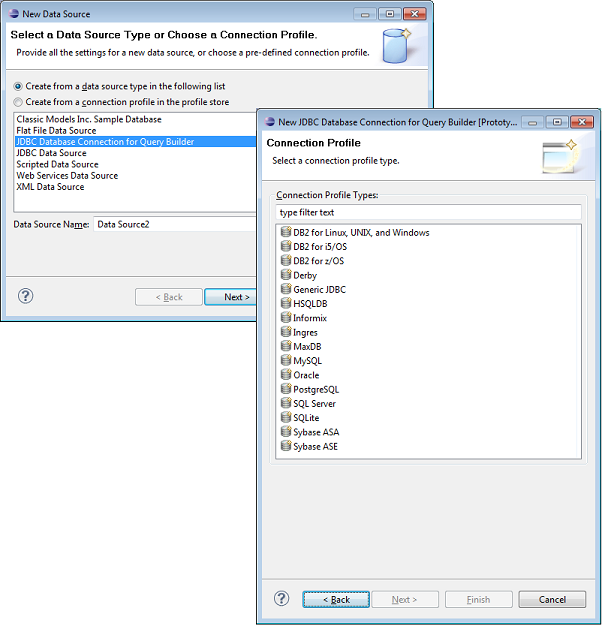 New Data Source
Select a Data Source Type or Choose a Connection Profile.
Provide all the settings for a new data source, or choose a pre-defined connection profile.
Create from a data source type in the following list
Create from a connection profile in the profile store
Classic Models Inc. Sample Database
Flat File Data Source
JDBC Database Connection for Query Builder
JDBC Data Source
Scripted Data Source
Web Services Data Source
XML Data Source
Data Source Name: Data Source2
? < Back Next >
New JDBC Database Connection for Query Builder [Prototy...
Connection Profile
Select a connection profile type.
Connection Profile Types:
type filter text
DB2 for Linux, UNIX, and Windows
DB2 for i5/OS
DB2 for z/OS
Derby
Generic JDBC
HSQLDB
Informix
Ingres
MaxDB
MySQL
Oracle
PostgreSQL
SQL Server
SQLite
Sybase ASA
Sybase ASE
? < Back Next > Finish Cancel